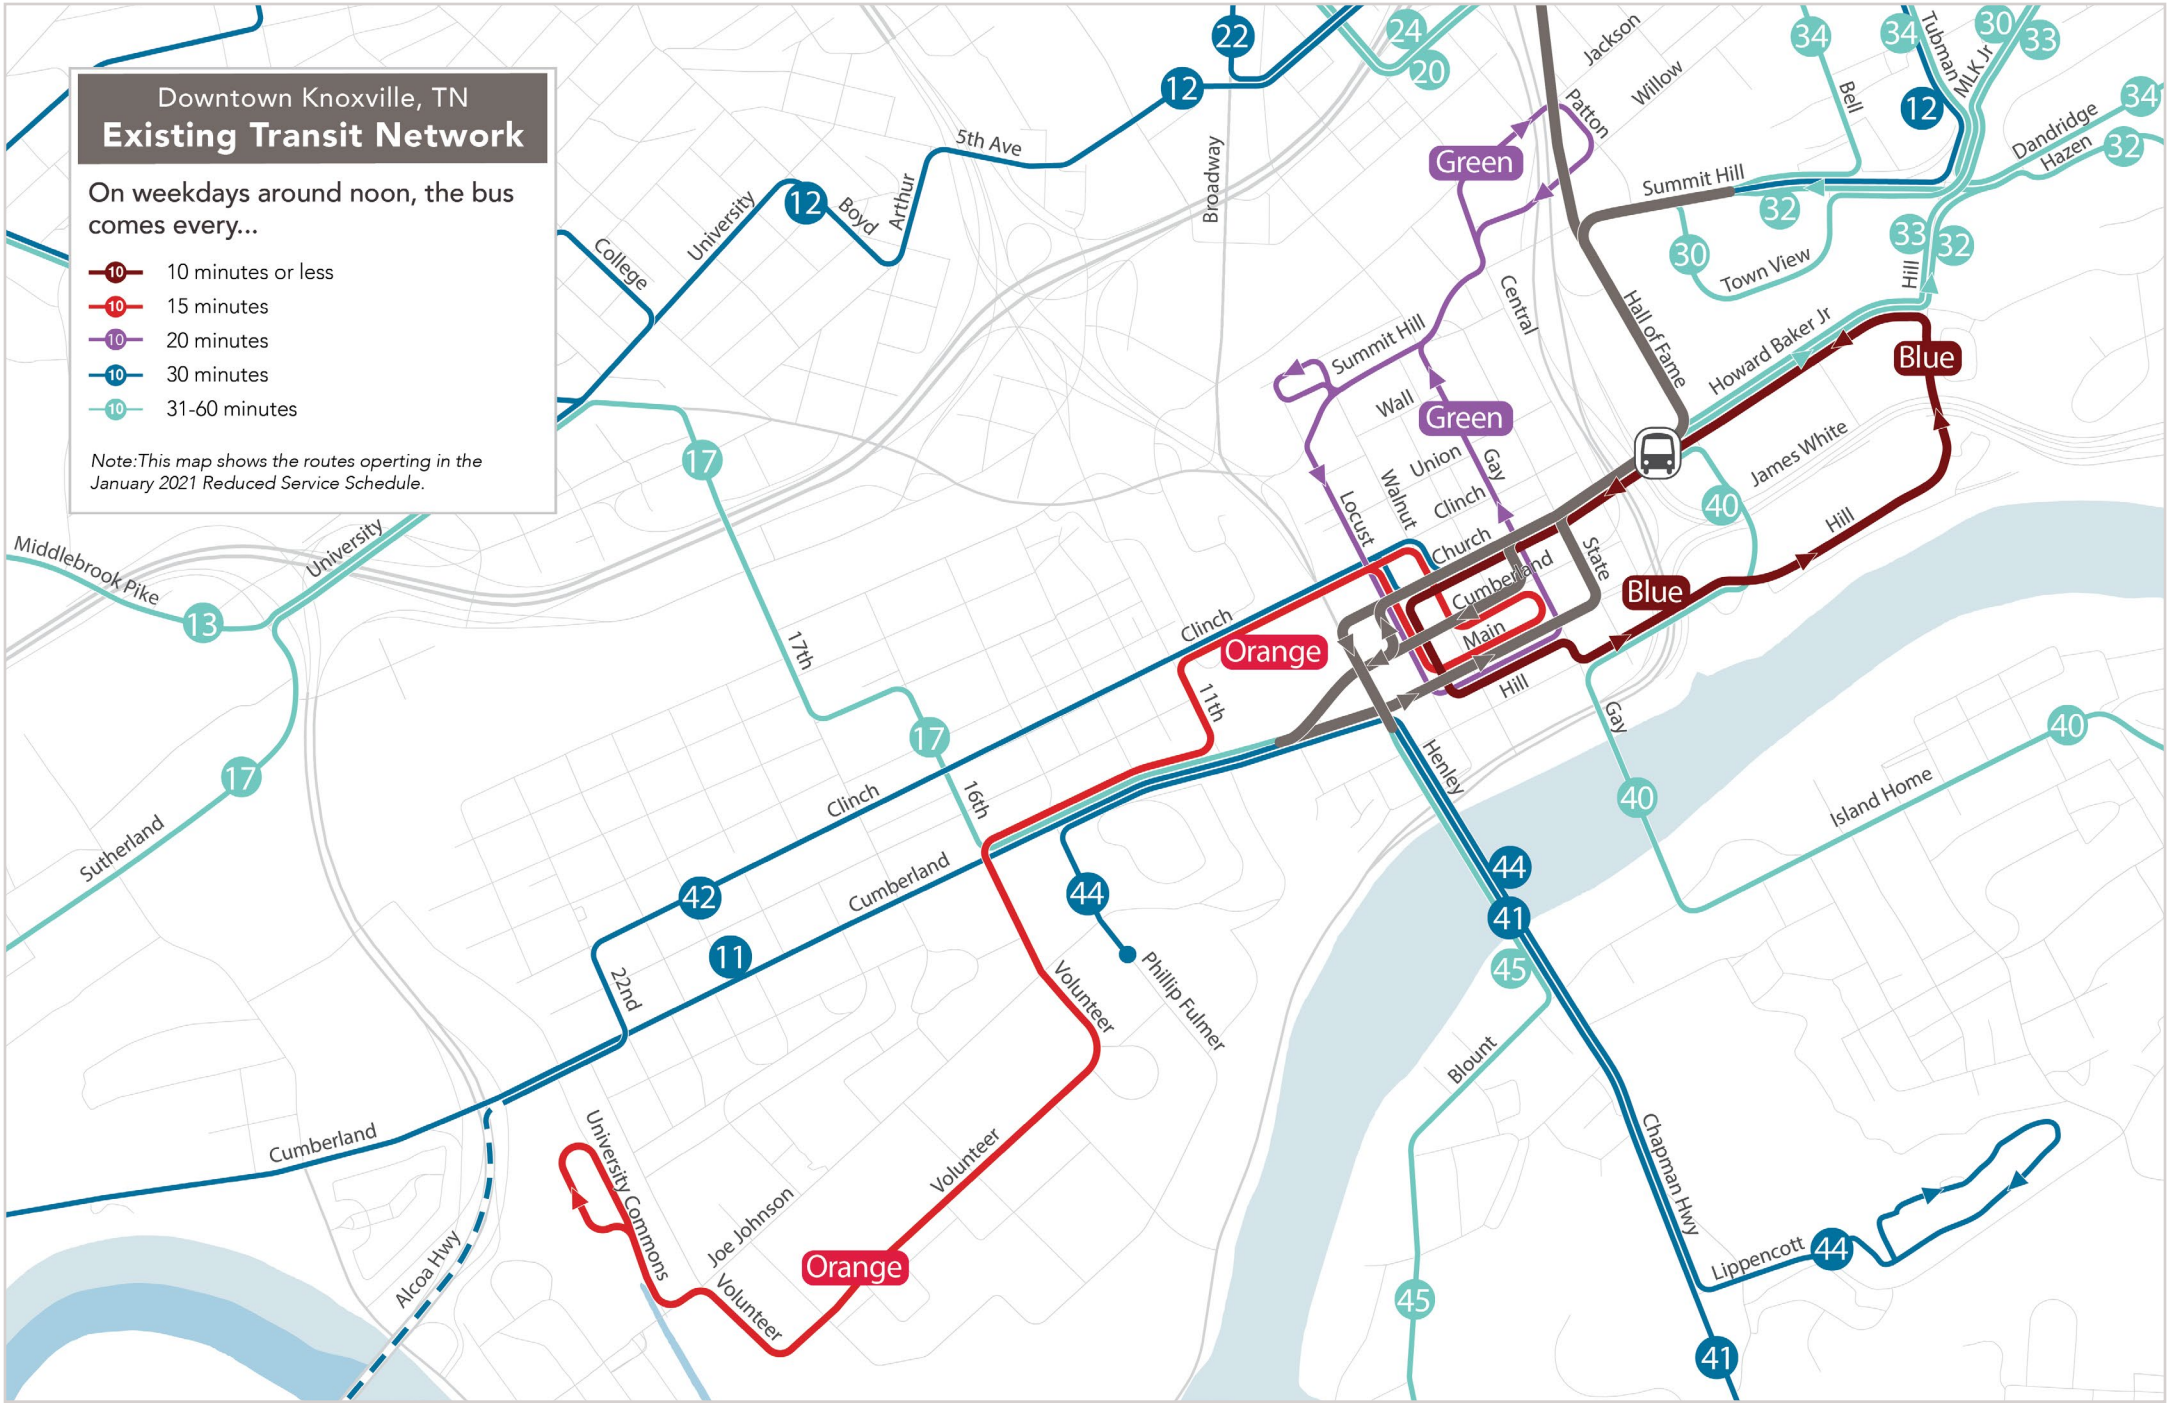 Downtown Knoxville, TN
Existing Transit Network
On weekdays around noon, the bus
comes every...
10 10 minutes or less
10 15 minutes
10 20 minutes
10 30 minutes
10 31-60 minutes
Note:This map shows the routes operting in the
January 2021 Reduced Service Schedule.
22
24
20
12
Jackson
Willow
Patton
34
34
Tubman
30
33
MLK Jr
Bell
12
34
Dandridge
Hazen
32
5th Ave
Broadway
Green
Summit Hill
32
12
Boyd
Arthur
University
College
30
Town View
33
32
Hill
Central
Hall of Fame
Howard Baker Jr
Blue
Summit Hill
Wall
Green
Union
Gay
Walnut
Clinch
Locust
Church
James White
40
Hill
17
University
Middlebrook Pike
13
State
Cumberland
Blue
Main
Hill
Clinch
Orange
17th
11th
17
17
16th
Sutherland
Clinch
Henley
Gay
40
40
Island Home
42
Cumberland
44
44
41
45
11
22nd
Volunteer
Phillip Fulmer
Blount
Cumberland
University Commons
Volunteer
Joe Johnson
Orange
Volunteer
Alcoa Hwy
Chapman Hwy
Lippencott
44
45
41